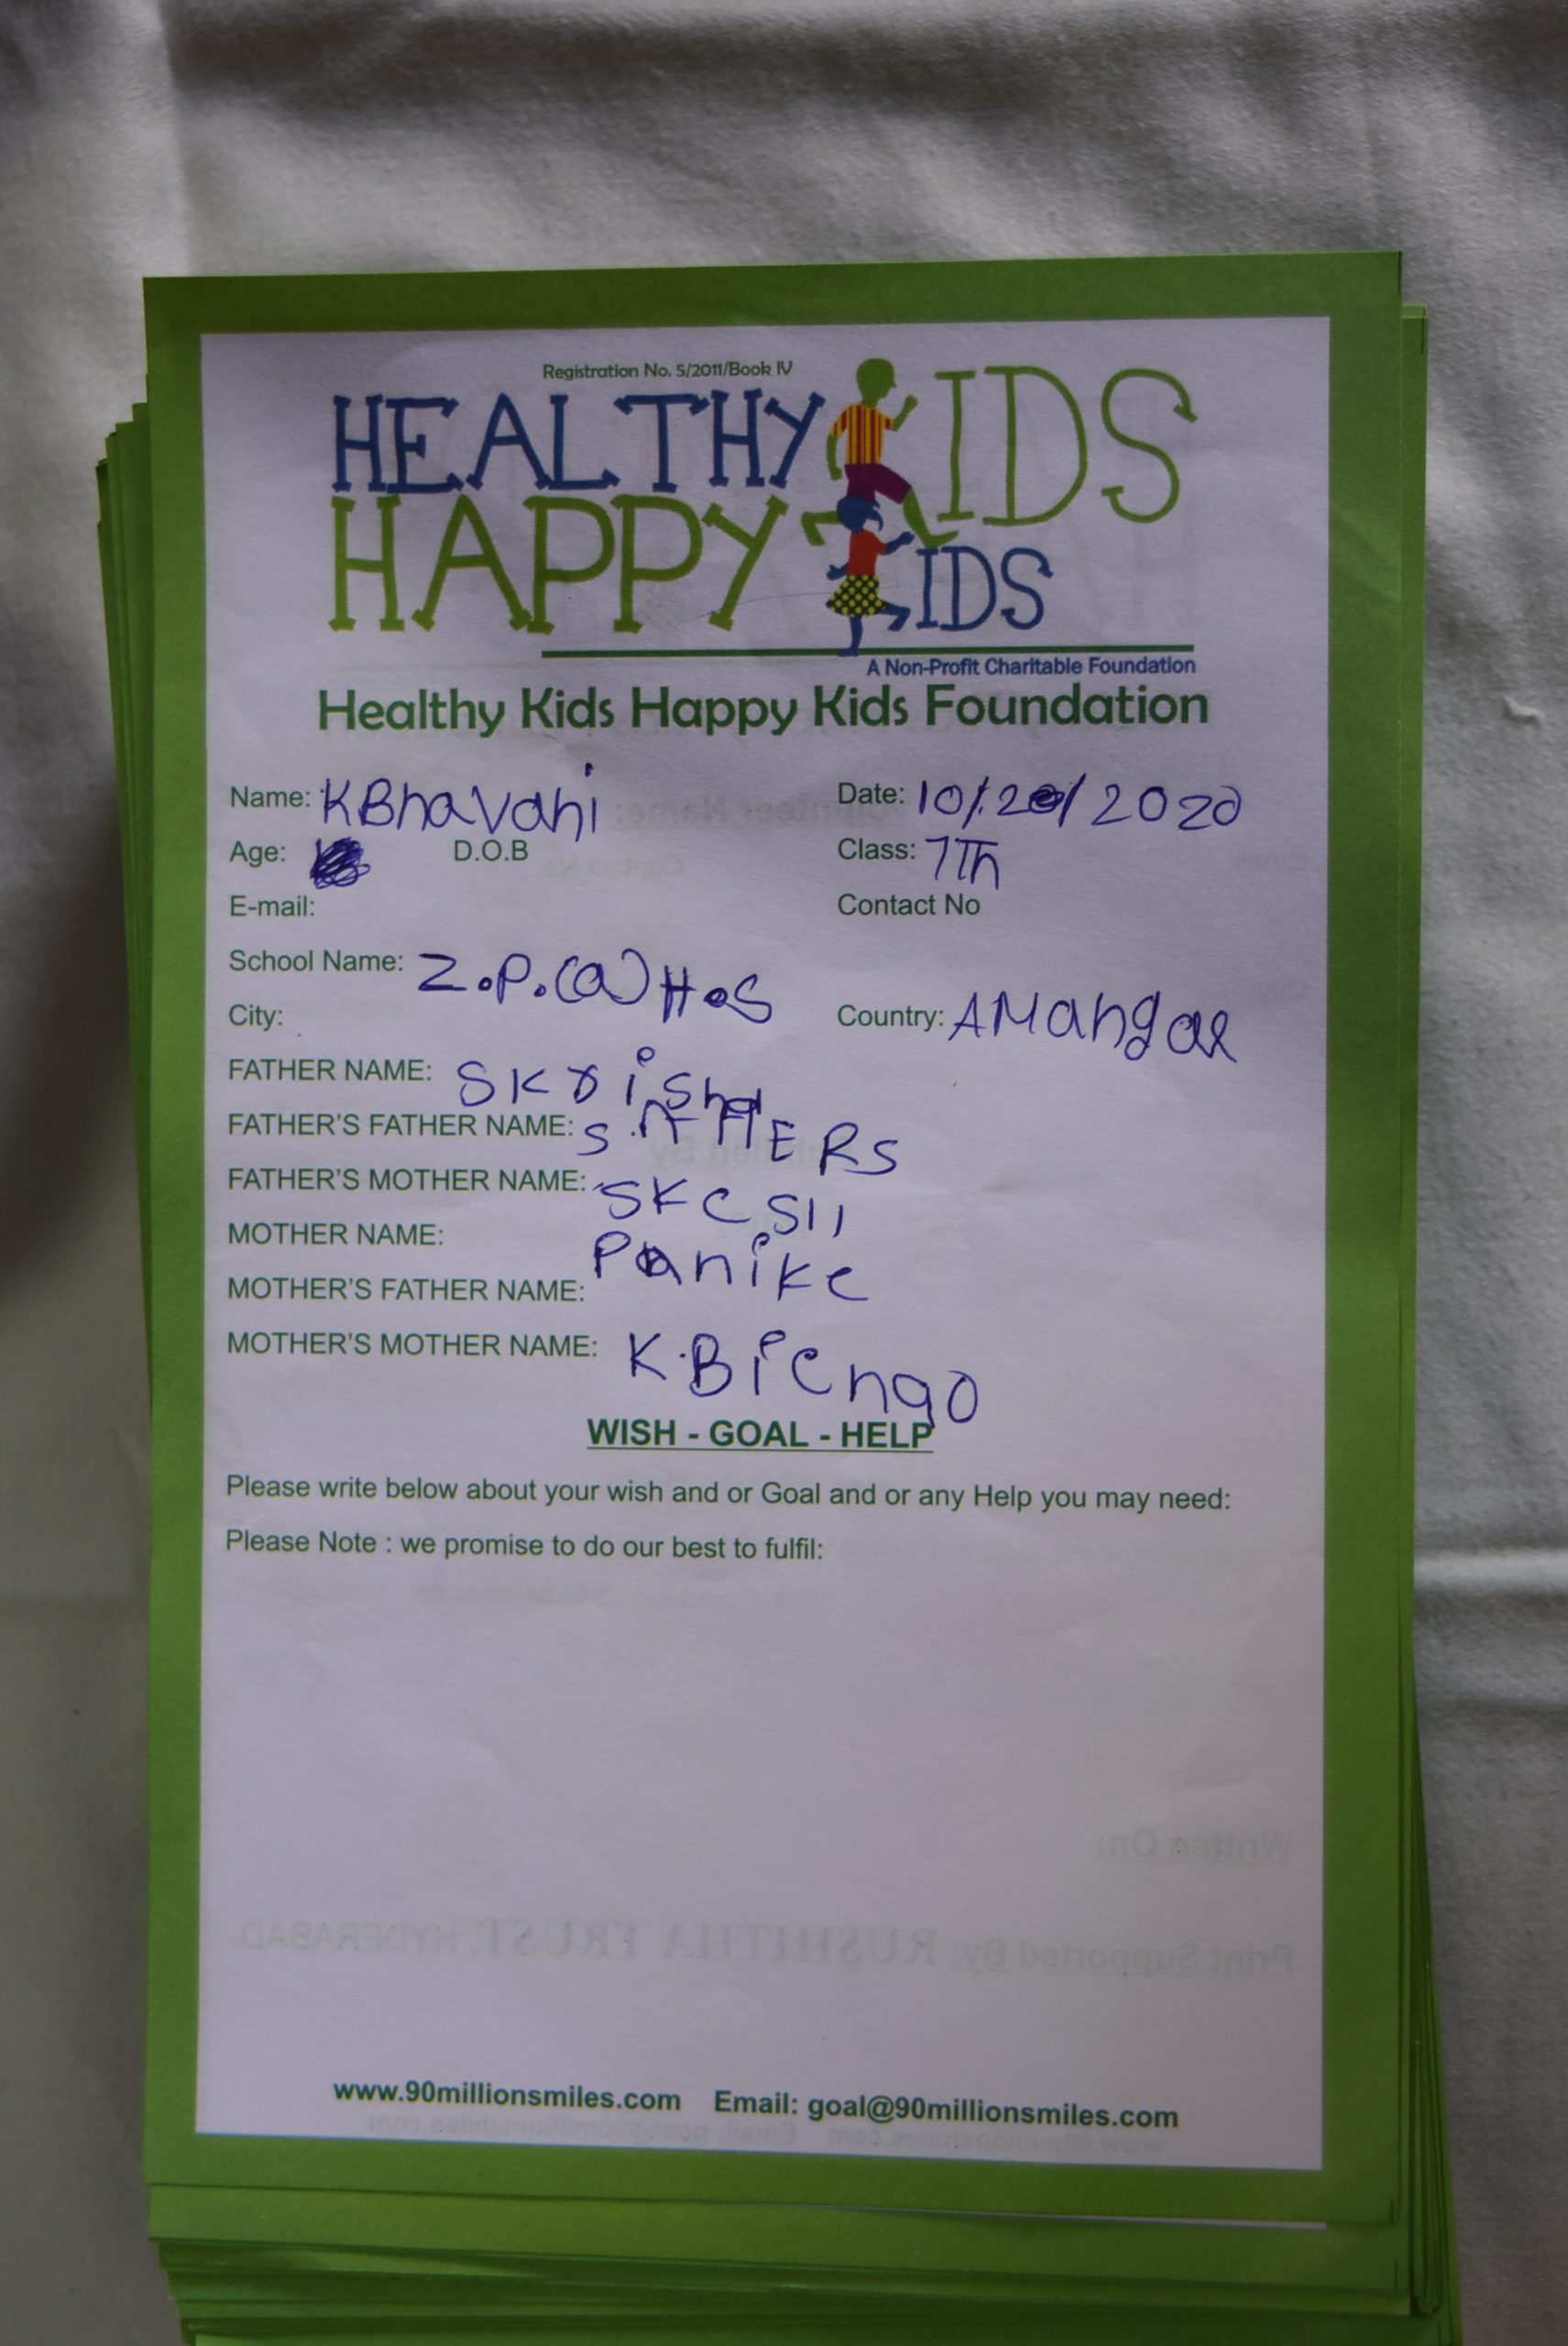 Registration No. 5/2011/Book IV
HEALTHY KIDS
HAPPY KIDS
A Non-Profit Charitable Foundation
Healthy Kids Happy Kids Foundation
Name: K Bhavani Date: 10/20/2020
Age: D.O.B Class: 7Th
E-mail: Contact No
School Name: Z.P.(a) H.S
City: Country: AMangal
FATHER NAME:
FATHER'S FATHER NAME:
FATHER'S MOTHER NAME:
MOTHER NAME: Panike
MOTHER'S FATHER NAME:
MOTHER'S MOTHER NAME: K.Biengo
WISH - GOAL - HELP
Please write below about your wish and or Goal and or any Help you may need:
Please Note : we promise to do our best to fulfil:
www.90millionsmiles.com Email: goal@90millionsmiles.com